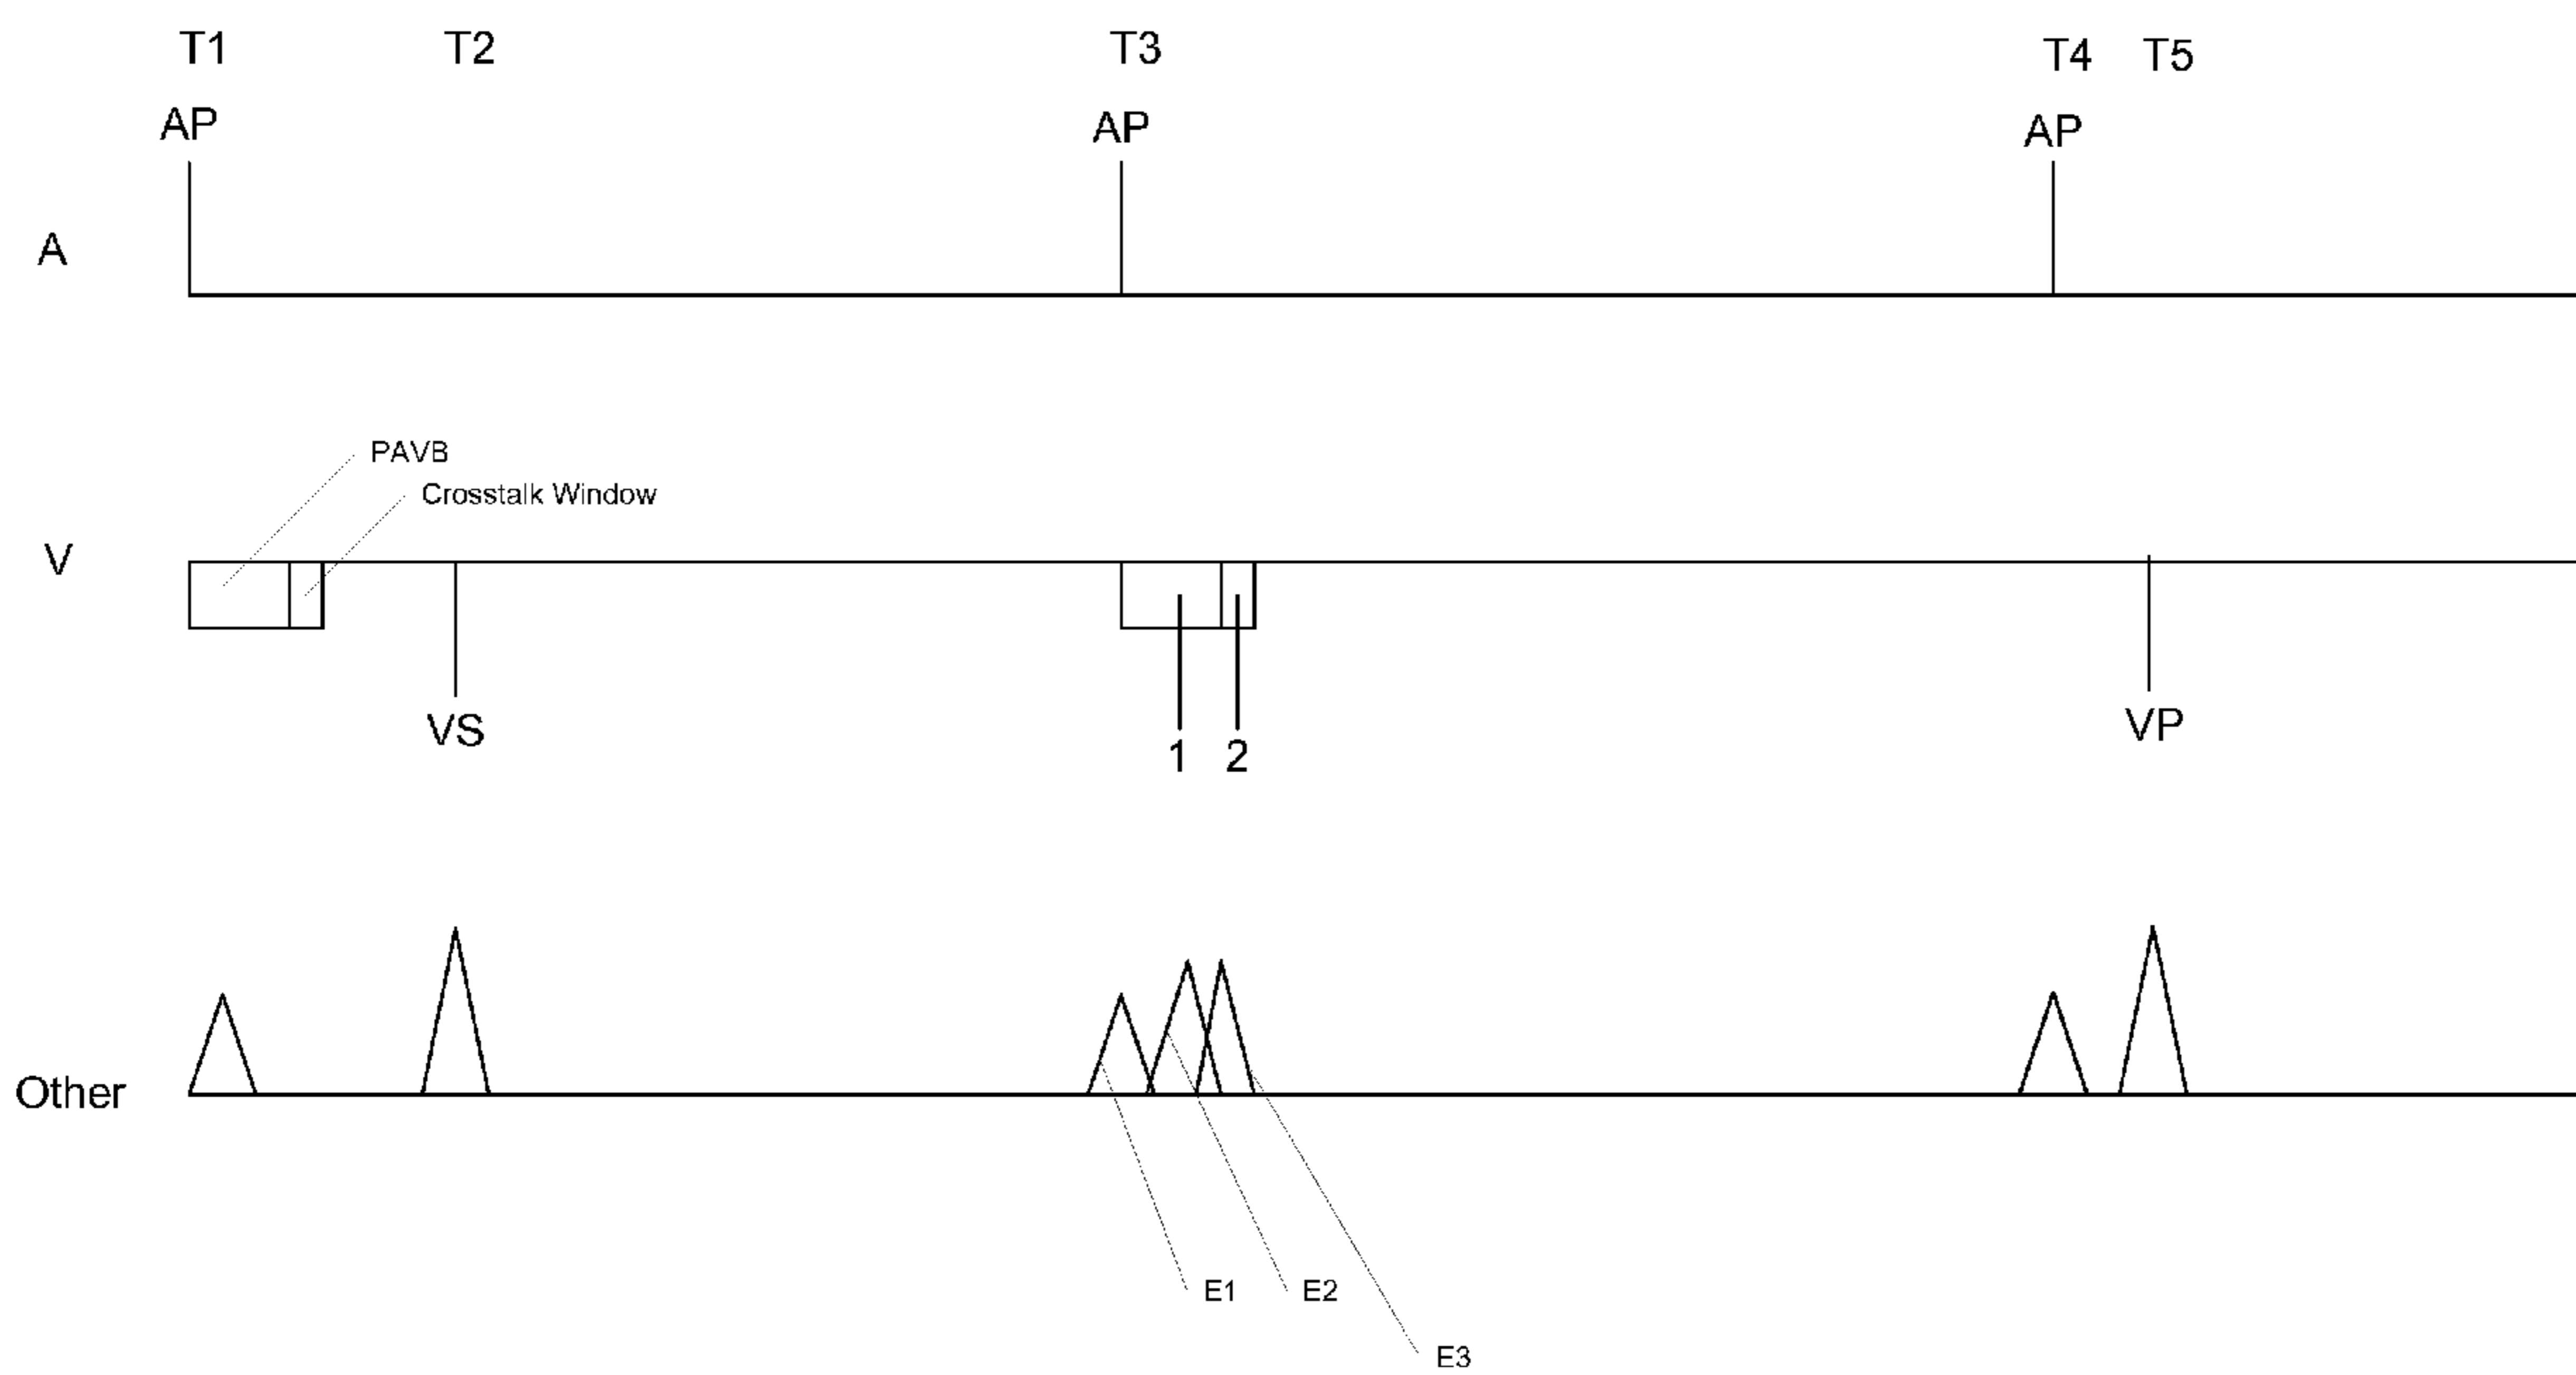 T1 T2 T3 T4 T5
AP AP AP
A
PAVB
Crosstalk Window
V
VS VP
1 2
Other
E1 E2
E3